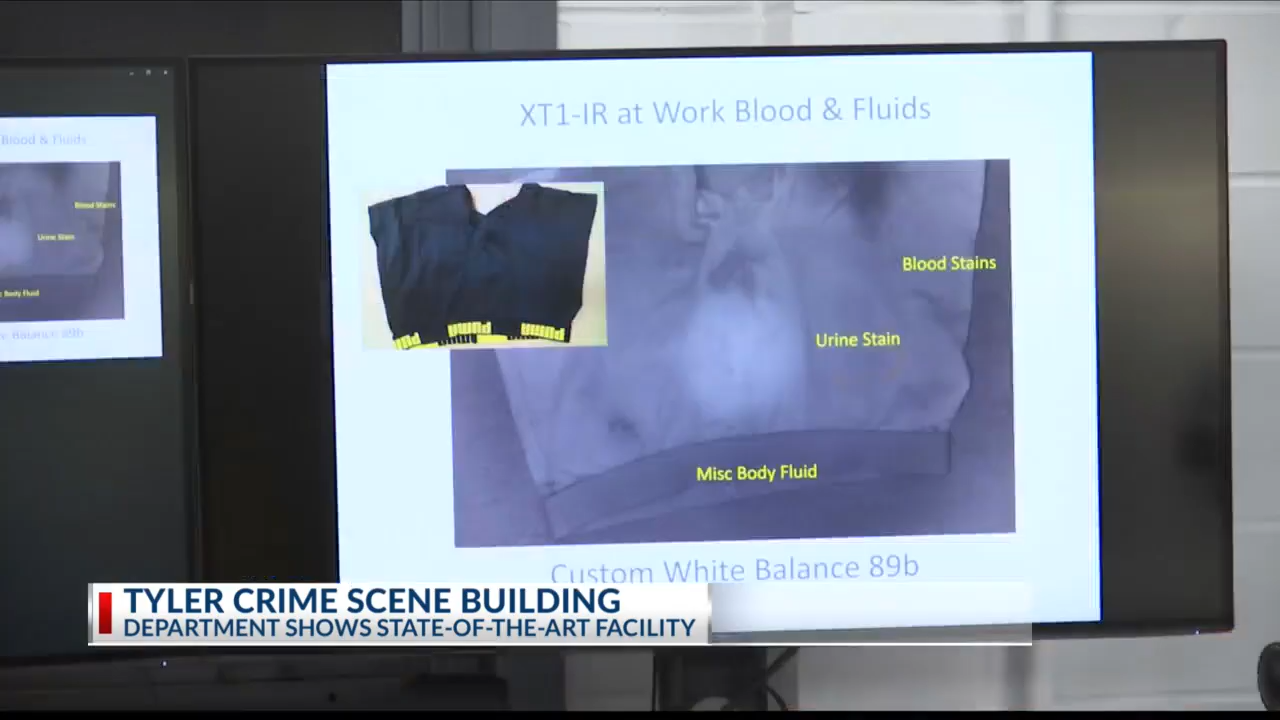 XT1-IR at Work Blood & Fluids
Blood Stains
Urine Stain
Misc Body Fluid
Custom White Balance 89b
PUMA
PUMA
Blood & Fluids
Blood Stains
Urine Stain
Body Fluid
Balance 89b
TYLER CRIME SCENE BUILDING
DEPARTMENT SHOWS STATE-OF-THE-ART FACILITY